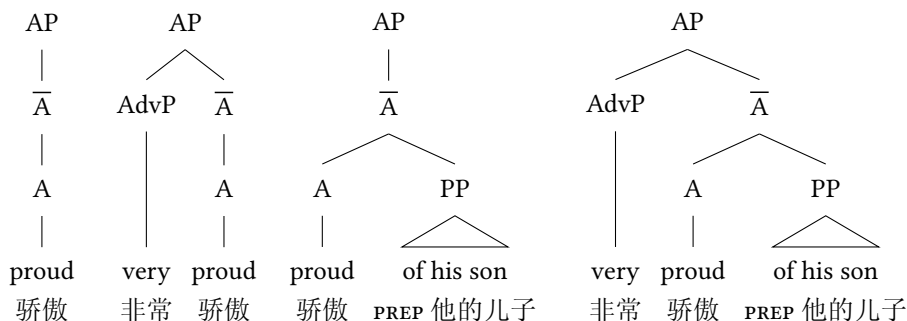 AP AP AP AP
A̅ AdvP A̅ A̅ AdvP A̅
A A A PP A PP
proud very proud proud of his son very proud of his son
骄傲 非常 骄傲 骄傲 PREP 他的儿子 非常 骄傲 PREP 他的儿子